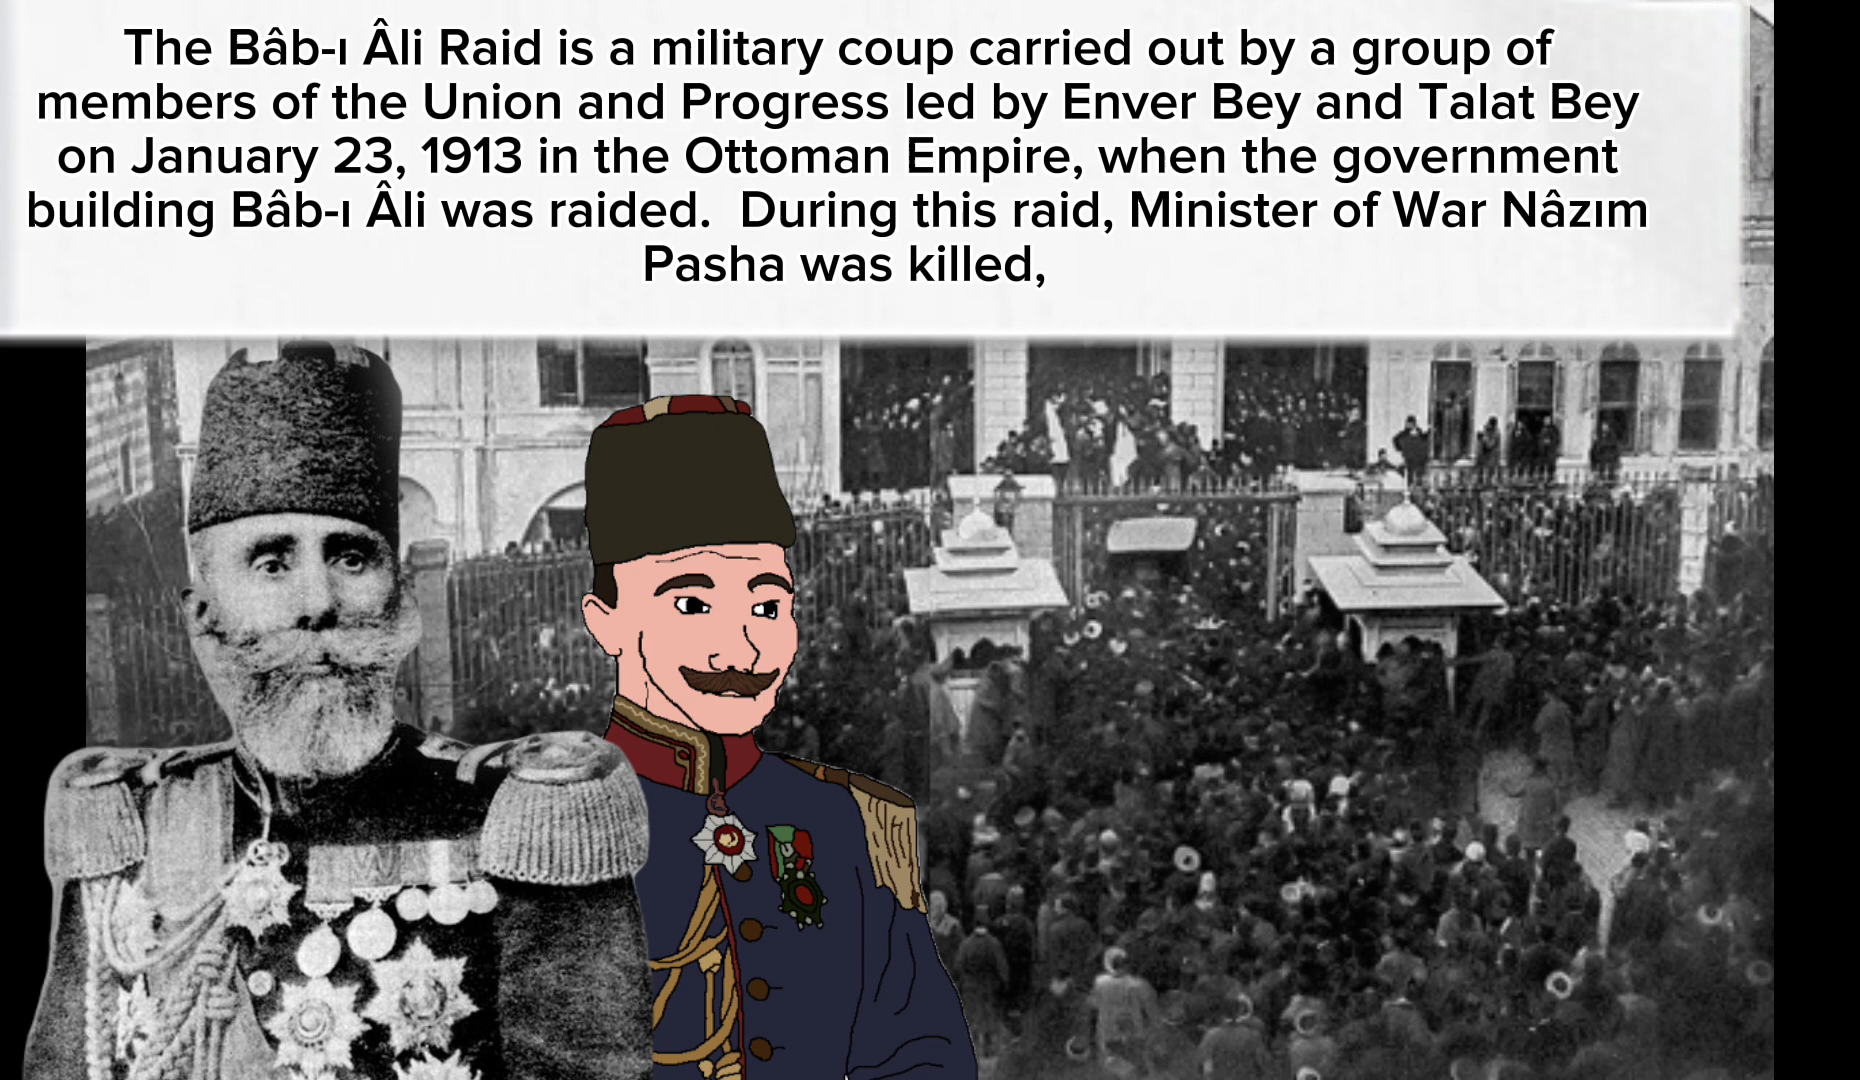 The Bâb-ı Âli Raid is a military coup carried out by a group of
members of the Union and Progress led by Enver Bey and Talat Bey
on January 23, 1913 in the Ottoman Empire, when the government
building Bâb-ı Âli was raided.  During this raid, Minister of War Nâzım
Pasha was killed,